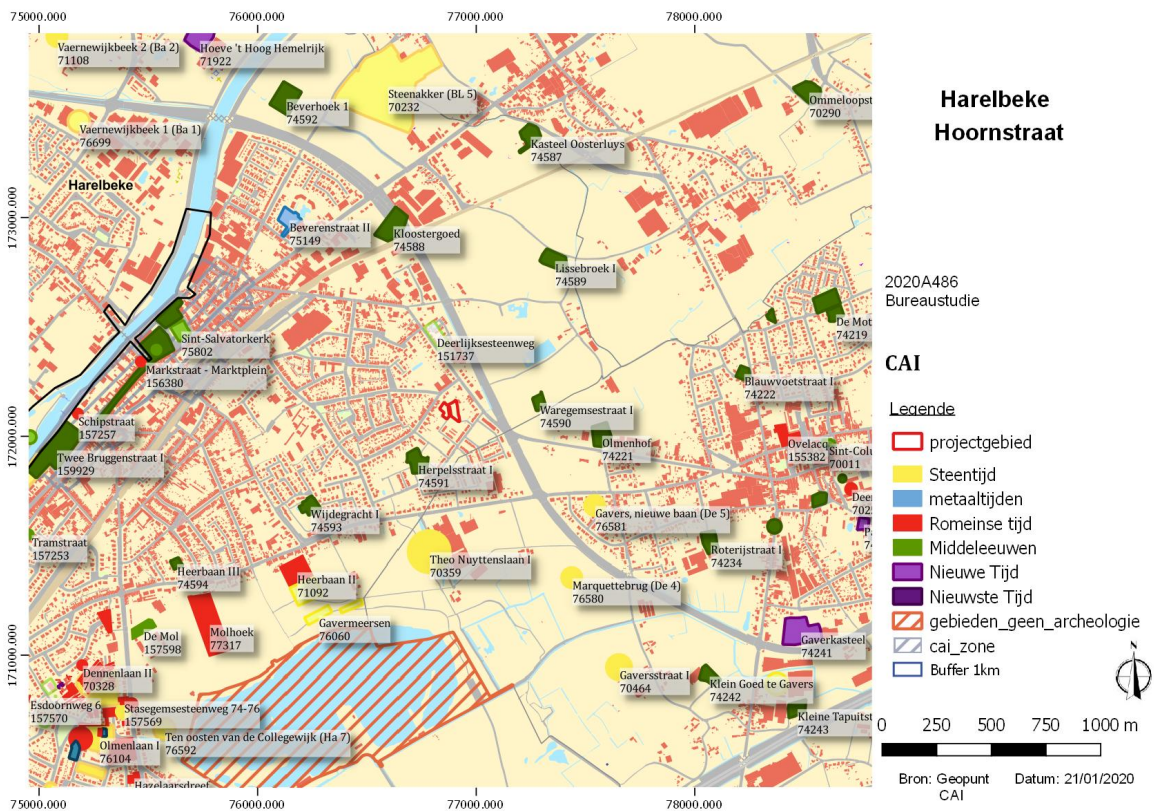 75000.000
76000.000
77000.000
78000.000
Vaernewijkbeek 2 (Ba 2)
71108
Hoeve 't Hoog Hemelrijk
71922
Beverhoek 1
74592
Steenakker (BL 5)
70232
Ommeloopst
70290
Vaernewijkbeek 1 (Ba 1)
76699
Kasteel Oosterluys
74587
Harelbeke
173000.000
Beverenstraat II
75149
Kloostergoed
74588
Lissebroek I
74589
De Mot
74219
Sint-Salvatorkerk
75802
Deerlijksesteenweg
151737
Markstraat - Marktplein
156380
Blauwvoetstraat I
74222
Schipstraat
157257
Waregemsestraat I
74590
172000.000
Twee Bruggenstraat I
159929
Olmenhof
74221
Ovelacq
155382
Sint-Colu
70011
Herpelsstraat I
74591
Deer
Wijdegracht I
74593
Gavers, nieuwe baan (De 5)
76581
Tramstraat
157253
Roterijstraat I
74234
Heerbaan III
74594
Heerbaan II
71092
Theo Nuyttenslaan I
70359
Marquettebrug (De 4)
76580
Gavermeersen
76060
De Mol
157598
Molhoek
77317
Gaverkasteel
74241
171000.000
Dennenlaan II
70328
Gaversstraat I
70464
Klein Goed te Gavers
74242
Esdoornweg 6
157570
Stasegemsesteenweg 74-76
157569
Kleine Tapuitst
74243
Olmenlaan I
76104
Ten oosten van de Collegewijk (Ha 7)
76592
Hazelaarsdreef
75000.000
76000.000
77000.000
78000.000
Harelbeke
Hoornstraat
2020A486
Bureaustudie
CAI
Legende
projectgebied
Steentijd
metaaltijden
Romeinse tijd
Middeleeuwen
Nieuwe Tijd
Nieuwste Tijd
gebieden_geen_archeologie
cai_zone
Buffer 1km
N
0 250 500 750 1000 m
Bron: Geopunt Datum: 21/01/2020
CAI